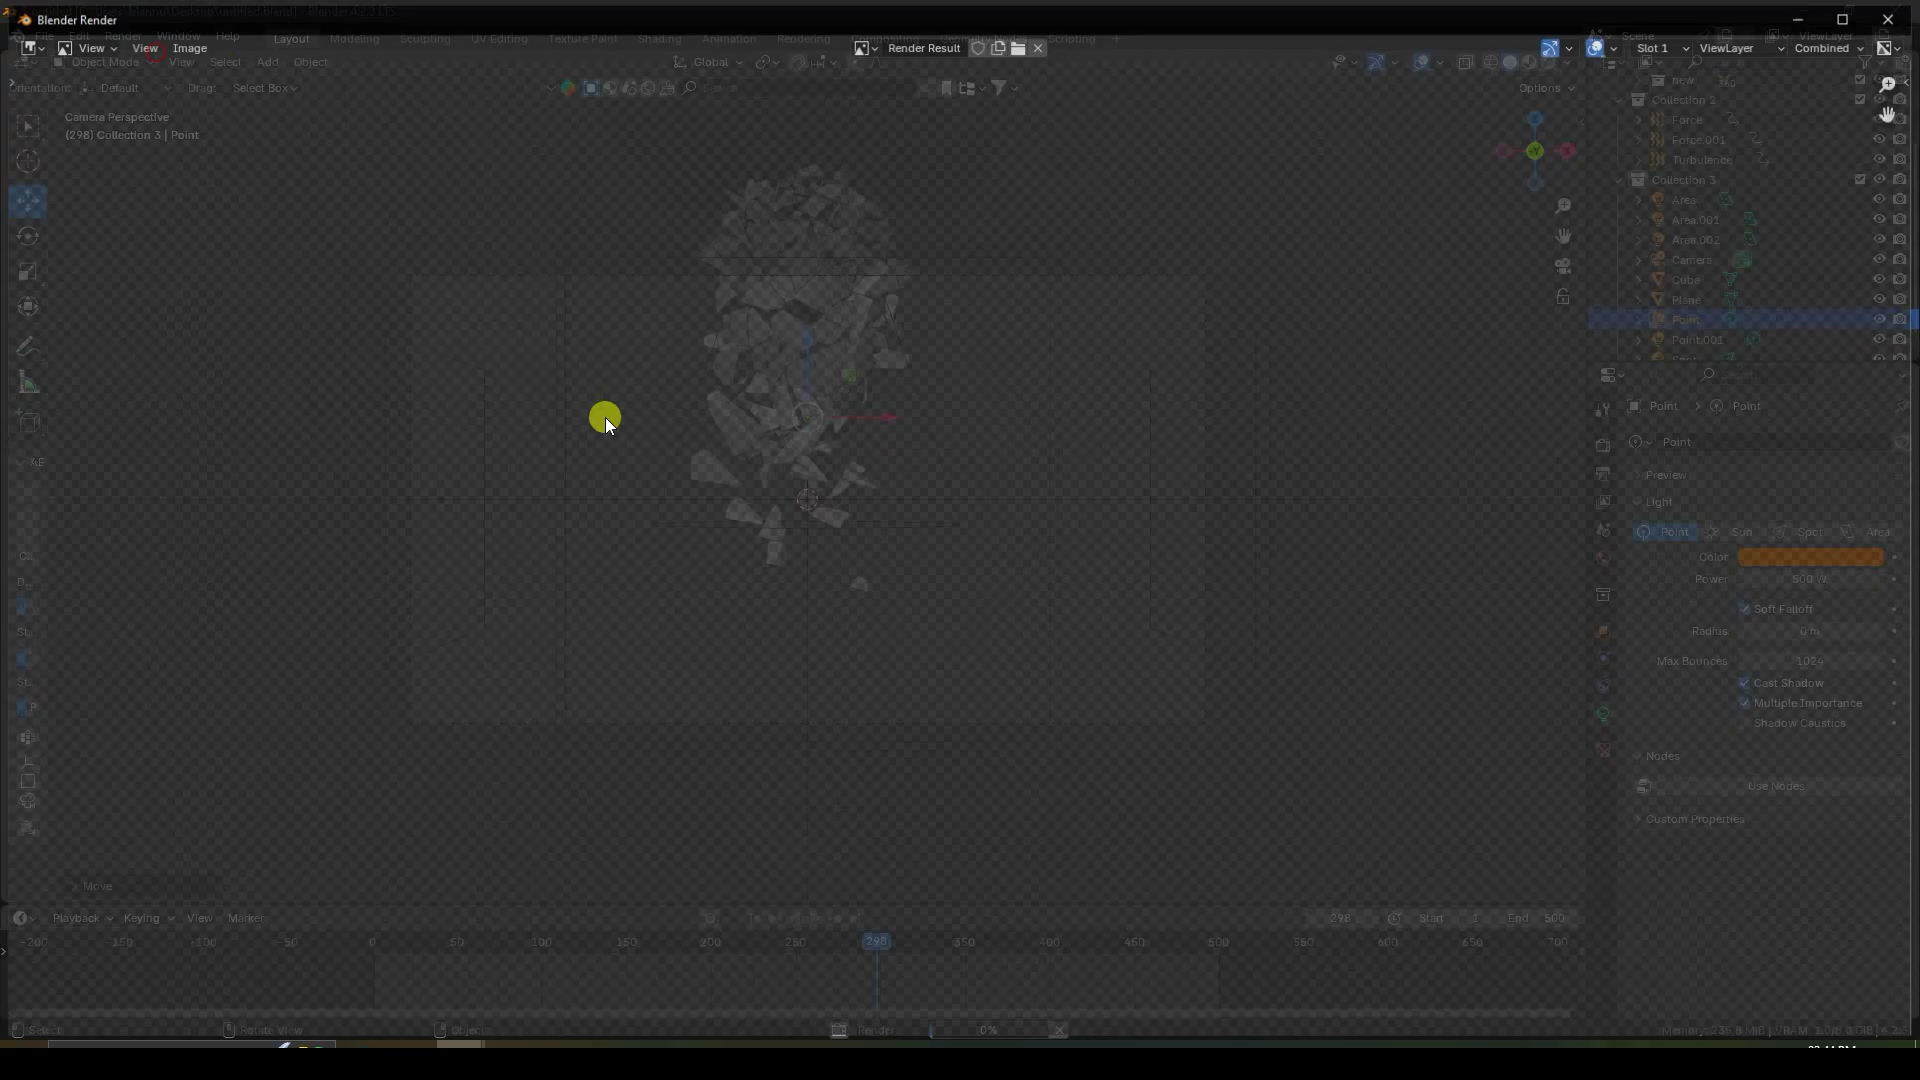 Blender Render
View View Image Render Result Slot 1 ViewLayer Combined
Layout Modeling Sculpting UV Editing Texture Paint Shading Animation Rendering Scripting
Object Mode View Select Add Object Global
Orientation: Default Drag: Select Box Search Options
Camera Perspective
(298) Collection 3 | Point
new
Collection 2
Force
Force.001
Turbulence
Collection 3
Area
Area.001
Area.002
Camera
Cube
Plane
Point
Point.001
Search
Point > Point
Point
Preview
Light
Point Sun Spot Area
Color
Power 500 W
Soft Falloff
Radius 0 m
Max Bounces 1024
Cast Shadow
Multiple Importance
Shadow Caustics
Nodes
Use Nodes
Custom Properties
Move
Playback Keying View Marker 298 Start 1 End 500
-200 -150 -100 -50 0 50 100 150 200 250 298 350 400 450 500 550 600 650 700
Select Rotate View Object Render 0%